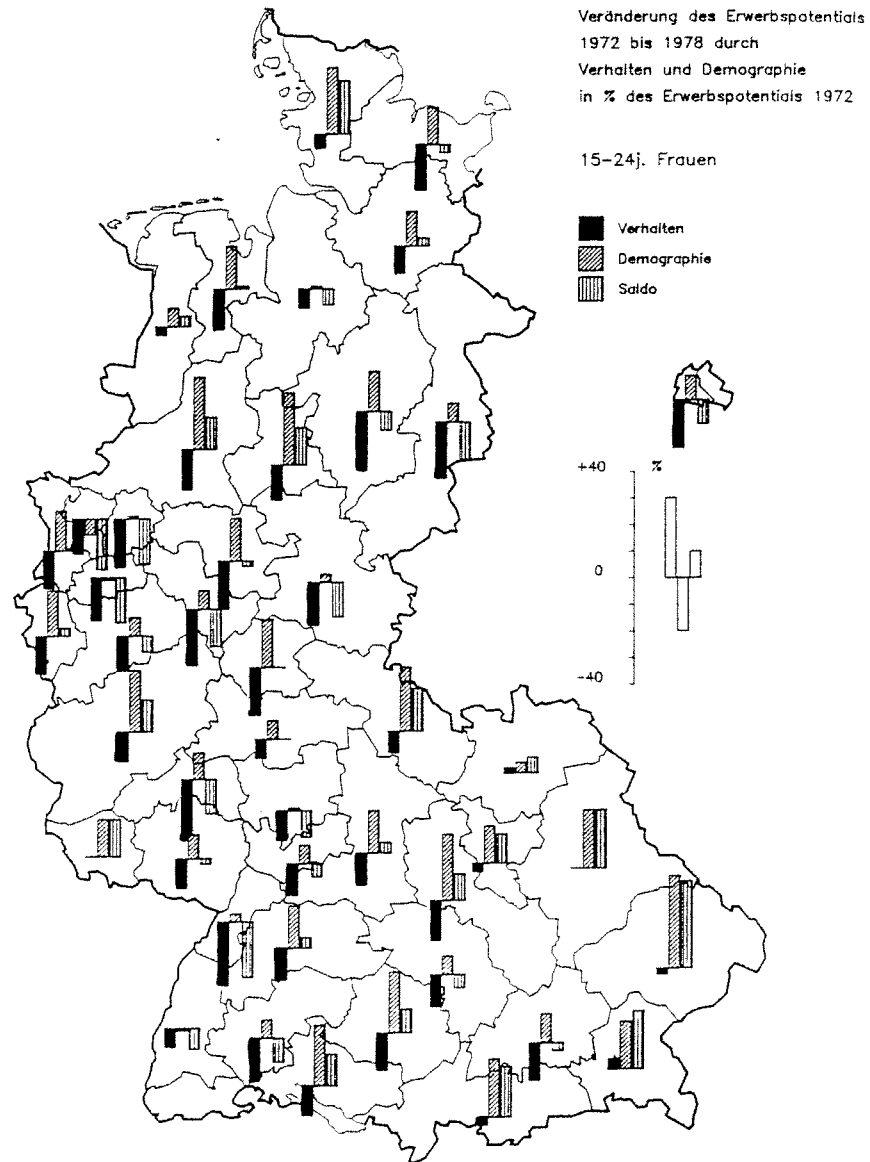 Veränderung des Erwerbspotentials
1972 bis 1978 durch
Verhalten und Demographie
in % des Erwerbspotentials 1972
15-24j. Frauen
Verhalten
Demographie
Saldo
+40 %
0
-40